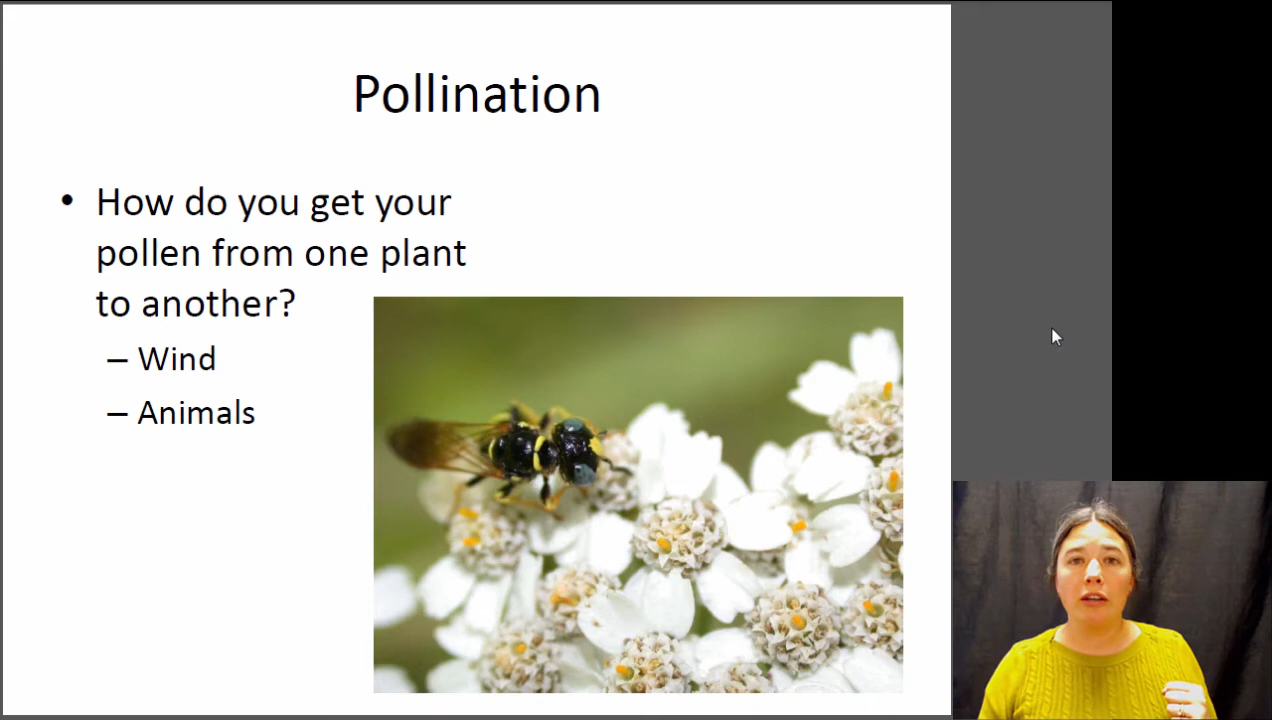 Pollination
• How do you get your
pollen from one plant
to another?
– Wind
– Animals